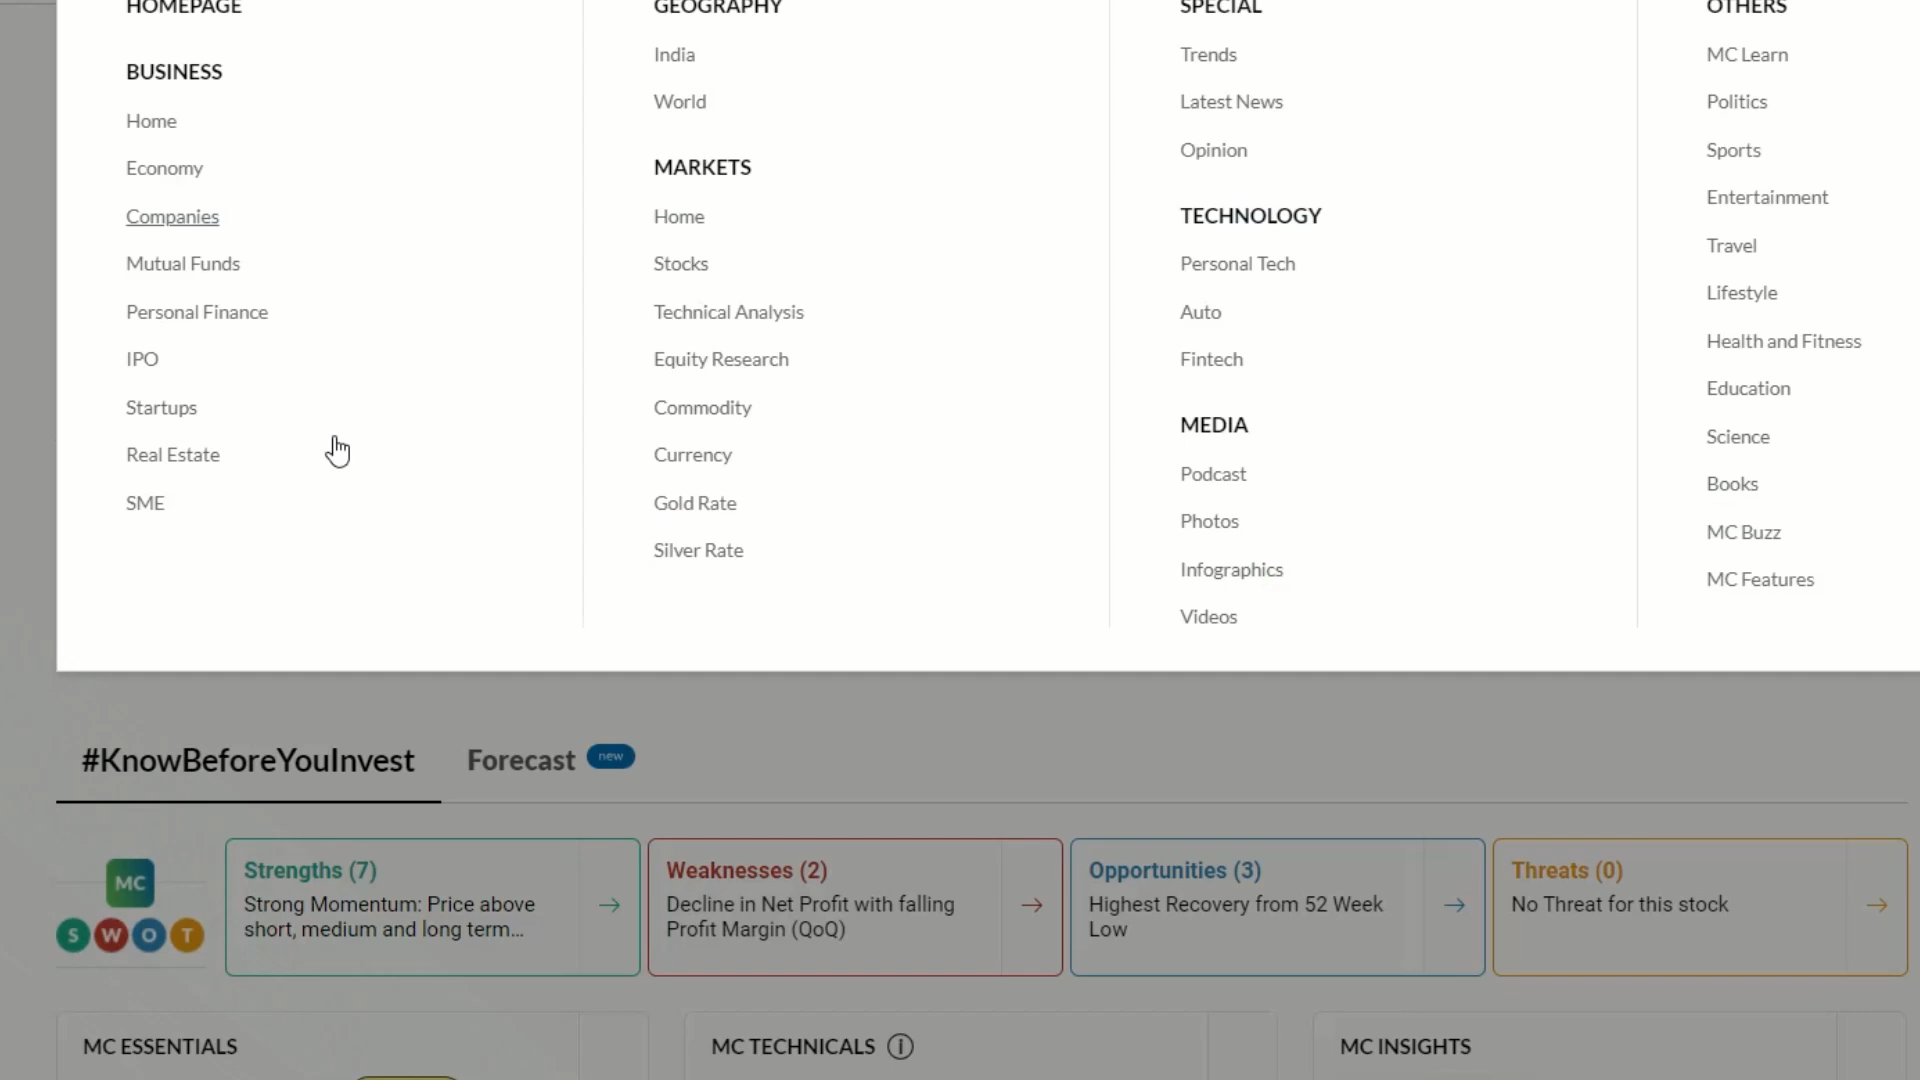 HOMEPAGE
BUSINESS
Home
Economy
Companies
Mutual Funds
Personal Finance
IPO
Startups
Real Estate
SME
GEOGRAPHY
India
World
MARKETS
Home
Stocks
Technical Analysis
Equity Research
Commodity
Currency
Gold Rate
Silver Rate
SPECIAL
Trends
Latest News
Opinion
TECHNOLOGY
Personal Tech
Auto
Fintech
MEDIA
Podcast
Photos
Infographics
Videos
OTHERS
MC Learn
Politics
Sports
Entertainment
Travel
Lifestyle
Health and Fitness
Education
Science
Books
MC Buzz
MC Features
#KnowBeforeYouInvest
Forecast new
MC
S W O T
Strengths (7)
Strong Momentum: Price above
short, medium and long term...
Weaknesses (2)
Decline in Net Profit with falling
Profit Margin (QoQ)
Opportunities (3)
Highest Recovery from 52 Week
Low
Threats (0)
No Threat for this stock
MC ESSENTIALS
MC TECHNICALS i
MC INSIGHTS